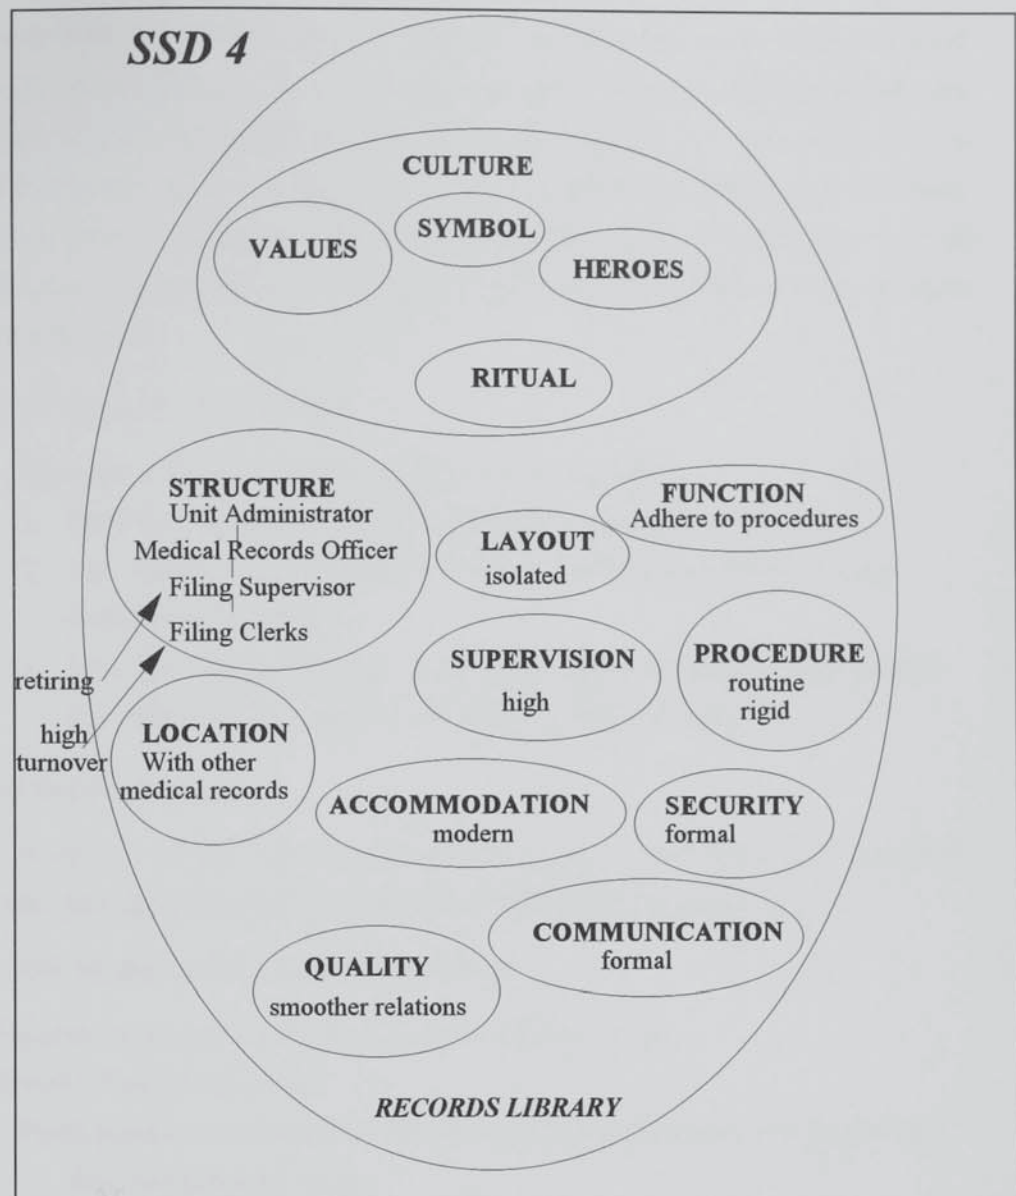 SSD 4
CULTURE
VALUES
SYMBOL
HEROES
RITUAL
STRUCTURE
Unit Administrator
Medical Records Officer
Filing Supervisor
Filing Clerks
retiring
high
turnover
FUNCTION
Adhere to procedures
LAYOUT
isolated
SUPERVISION
high
PROCEDURE
routine
rigid
LOCATION
With other
medical records
ACCOMMODATION
modern
SECURITY
formal
COMMUNICATION
formal
QUALITY
smoother relations
RECORDS LIBRARY